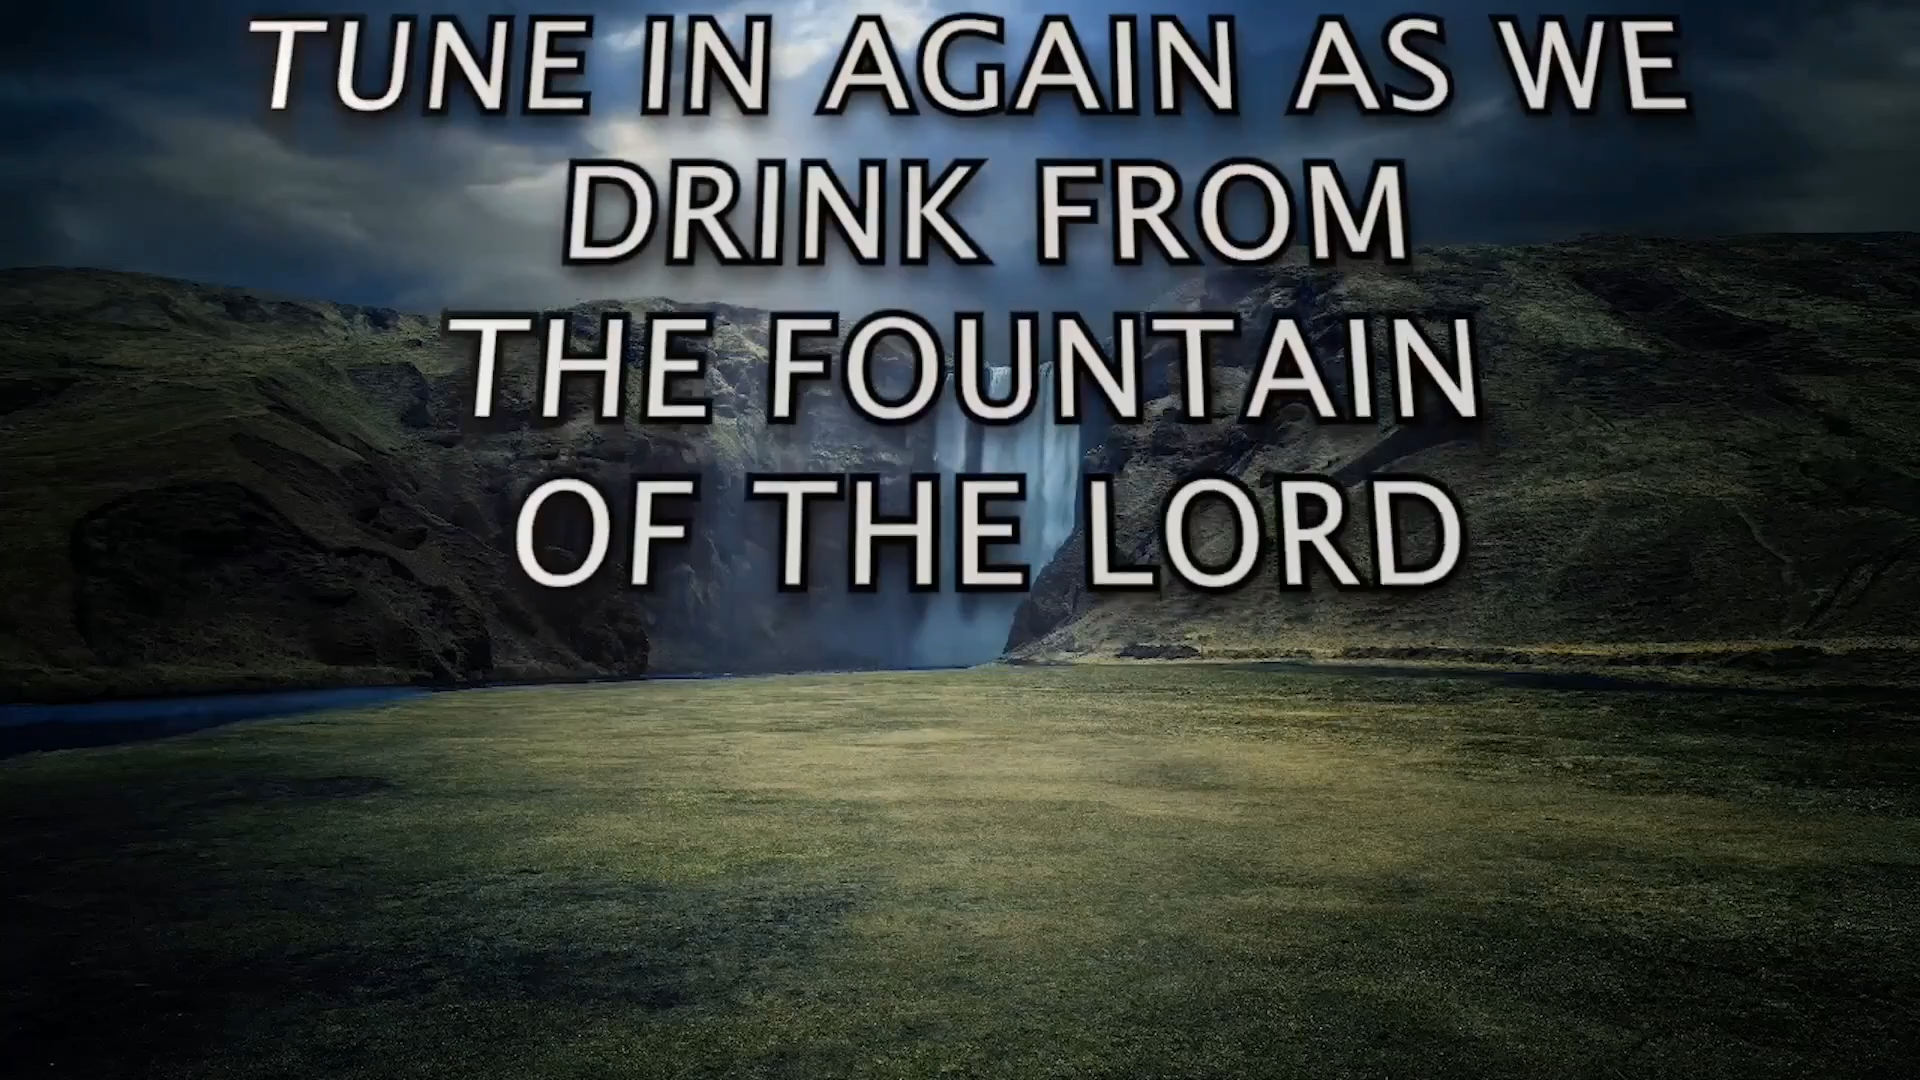 TUNE IN AGAIN AS WE
DRINK FROM
THE FOUNTAIN
OF THE LORD